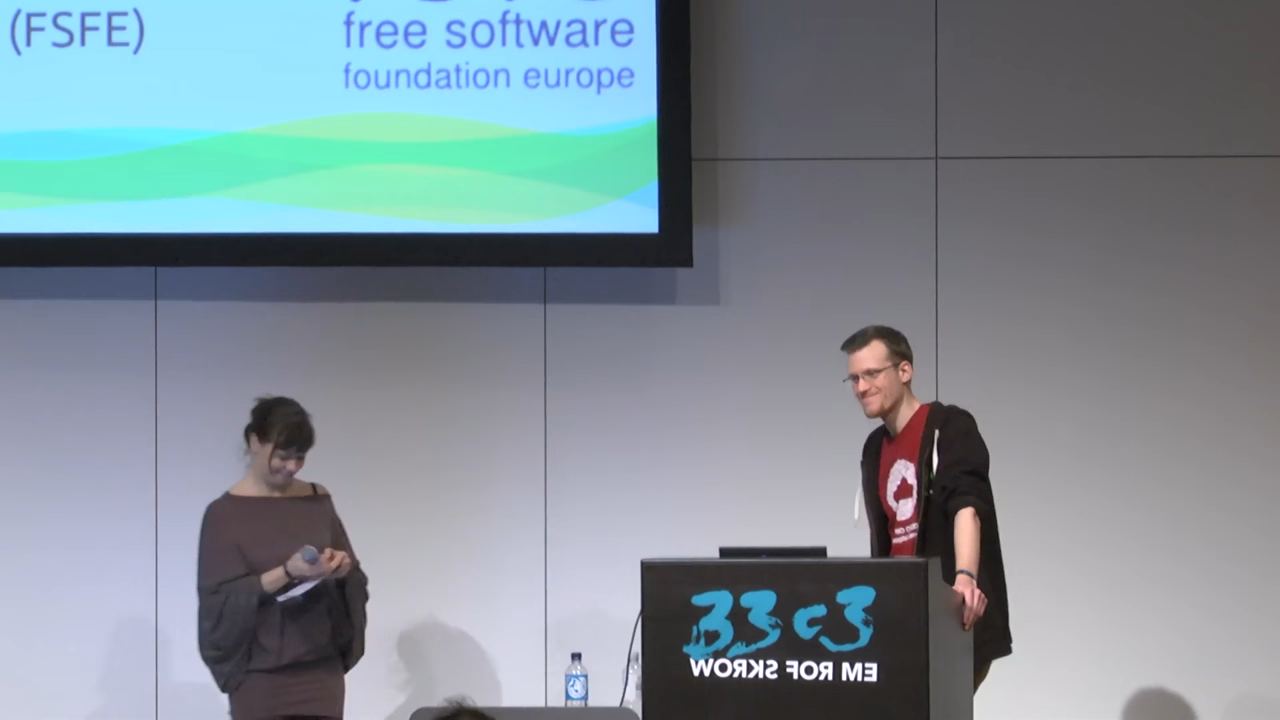 (FSFE)
free software
foundation europe
33c3
WORKS FOR ME